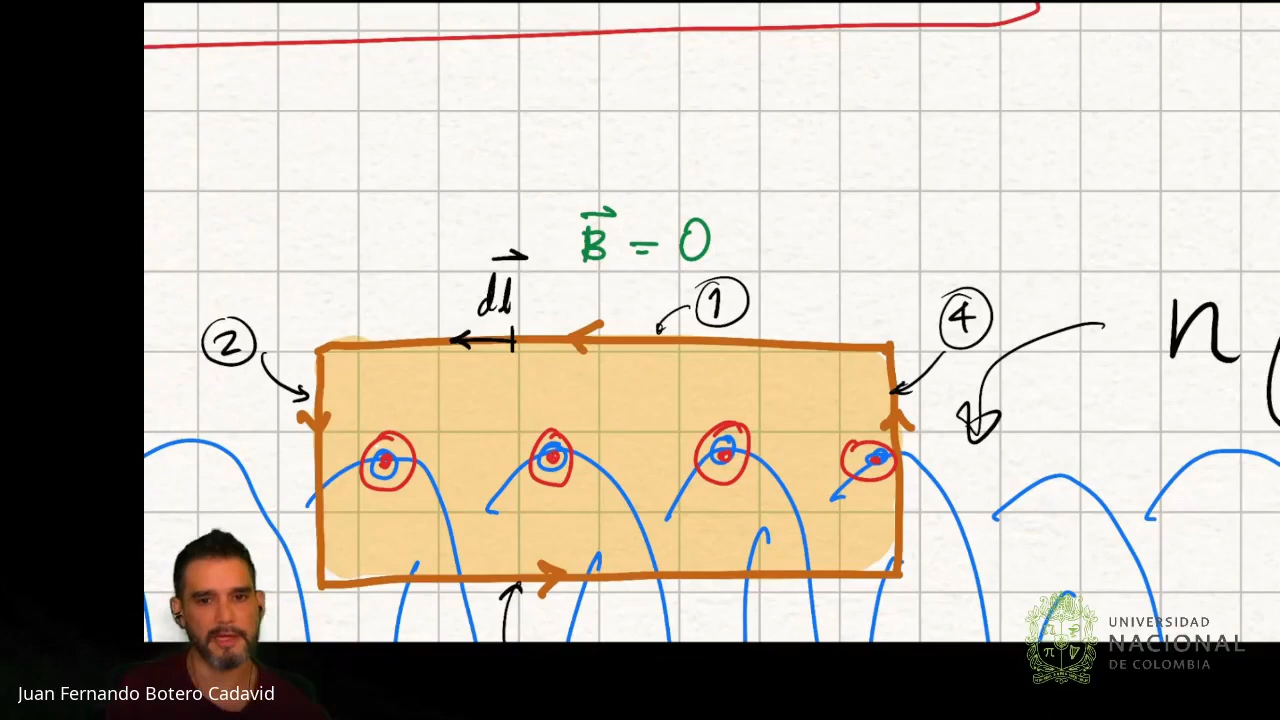 B = 0
dl
1
2
4
n
UNIVERSIDAD
NACIONAL
DE COLOMBIA
Juan Fernando Botero Cadavid